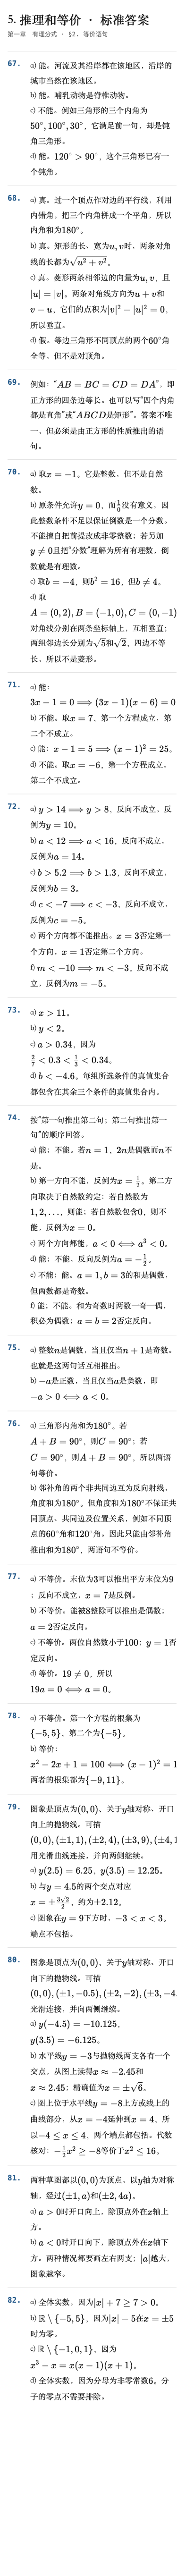 5. 推理和等价 · 标准答案
第一章 有理分式 · §2. 等价语句
67. a) 能。河流及其沿岸都在该地区，沿岸的
城市当然在该地区。
b) 能。哺乳动物是脊椎动物。
c) 不能。例如三角形的三个内角为
50°, 100°, 30°，它满足前一句，却是钝
角三角形。
d) 能。120° > 90°，这个三角形已有一
个钝角。
68. a) 真。过一个顶点作对边的平行线，利用
内错角，把三个内角拼成一个平角，所以
内角和为180°。
b) 真。矩形的长、宽为u, v时，两条对角
线的长都为√(u² + v²)。
c) 真。菱形两条相邻边的向量为u, v，且
|u| = |v|。两条对角线方向为u + v和
v − u，它们的点积为|v|² − |u|² = 0，
所以垂直。
d) 假。等边三角形不同顶点的两个60°角
全等，但不是对顶角。
69. 例如："AB = BC = CD = DA"，即
正方形的四条边等长。也可以写"四个内角
都是直角"或"ABCD是矩形"。答案不唯
一，但必须是由正方形的性质推出的语
句。
70. a) 取x = −1。它是整数，但不是自然
数。
b) 原条件允许y = 0，而1/0没有意义，因
此整数条件不足以保证倒数是一个分数。
不能擅自把前提改成非零整数；若另加
y ≠ 0且把"分数"理解为所有有理数，倒
数就是有理数。
c) 取b = −4，则b² = 16，但b ≠ 4。
d) 取
A = (0, 2), B = (−1, 0), C = (0, −1)
对角线分别在两条坐标轴上，互相垂直；
两组邻边长分别为√5和√2，四边不等
长，所以不是菱形。
71. a) 能：
3x − 1 = 0 ⟹ (3x − 1)(x − 6) = 0
b) 不能。取x = 7，第一个方程成立，第
二个不成立。
c) 能：x − 1 = 5 ⟹ (x − 1)² = 25。
d) 不能。取x = −6，第一个方程成立，
第二个不成立。
72. a) y > 14 ⟹ y > 8，反向不成立，反
例为y = 10。
b) a < 12 ⟹ a < 16，反向不成立，
反例为a = 14。
c) b > 5.2 ⟹ b > 1.3，反向不成立，
反例为b = 3。
d) c < −7 ⟹ c < −3，反向不成立，
反例为c = −5。
e) 两个方向都不能推出。x = 3否定第一
个方向，x = 1否定第二个方向。
f) m < −10 ⟹ m < −3，反向不成
立，反例为m = −5。
73. a) x > 11。
b) y < 2。
c) a > 0.34，因为
2/7 < 0.3 < 1/3 < 0.34。
d) b < −4.6。每组所选条件的真值集合
都包含在其余三个条件的真值集合内。
74. 按"第一句推出第二句；第二句推出第一
句"的顺序回答。
a) 能；不能。若n = 1，2n是偶数而n不
是。
b) 第一方向不能，反例为x = 1/2。第二方
向取决于自然数约定：若自然数为
1, 2, …，则能；若自然数包含0，则不
能，反例为x = 0。
c) 两个方向都能，a < 0 ⟺ a³ < 0。
d) 能；不能，反向反例为a = −1/2。
e) 不能；能。a = 1, b = 3的和是偶数，
但两数都是奇数。
f) 能；不能。和为奇数时两数一奇一偶，
积必为偶数；a = b = 2否定反向。
75. a) 整数n是偶数，当且仅当n + 1是奇数。
也就是这两句话互相推出。
b) −a是正数，当且仅当a是负数，即
−a > 0 ⟺ a < 0。
76. a) 三角形内角和为180°。若
A + B = 90°，则C = 90°；若
C = 90°，则A + B = 90°，所以两语
句等价。
b) 邻补角的两个非共同边互为反向射线，
角度和为180°。但角度和为180°不保证共
同顶点、共同边及位置关系，例如不同顶
点的60°角和120°角。因此只能由邻补角
推出和为180°，两语句不等价。
77. a) 不等价。末位为3可以推出平方末位为9
；反向不成立，x = 7是反例。
b) 不等价。能被8整除可以推出是偶数；
a = 2否定反向。
c) 不等价。两位自然数小于100；y = 1否
定反向。
d) 等价。19 ≠ 0，所以
19a = 0 ⟺ a = 0。
78. a) 不等价。第一个方程的根集为
{−5, 5}，第二个为{−5}。
b) 等价：
x² − 2x + 1 = 100 ⟺ (x − 1)² = 1
两者的根集都为{−9, 11}。
79. 图象是顶点为(0, 0)、关于y轴对称、开口
向上的抛物线。可描
(0, 0), (±1, 1), (±2, 4), (±3, 9), (±4, 1
用光滑曲线连接，并向两侧继续。
a) y(2.5) = 6.25，y(3.5) = 12.25。
b) 与y = 4.5的两个交点对应
x = ±3√2/2，约为±2.12。
c) 图象在y = 9下方时，−3 < x < 3，
端点不包括。
80. 图象是顶点为(0, 0)、关于y轴对称、开口
向下的抛物线。可描
(0, 0), (±1, −0.5), (±2, −2), (±3, −4.
光滑连接，并向两侧继续。
a) y(−4.5) = −10.125，
y(3.5) = −6.125。
b) 水平线y = −3与抛物线两支各有一个
交点，从图上读得x ≈ −2.45和
x ≈ 2.45；精确值为x = ±√6。
c) 图上位于水平线y = −8上方或线上的
曲线部分，从x = −4延伸到x = 4，所
以−4 ≤ x ≤ 4，两个端点都包括。代数
核对：−1/2x² ≥ −8等价于x² ≤ 16。
81. 两种草图都以(0, 0)为顶点，以y轴为对称
轴，经过(±1, a)和(±2, 4a)。
a) a > 0时开口向上，除顶点外在x轴上
方。
b) a < 0时开口向下，除顶点外在x轴下
方。两种情况都要画左右两支；|a|越大，
图象越窄。
82. a) 全体实数，因为|x| + 7 ≥ 7 > 0。
b) ℝ \ {−5, 5}，因为|x| − 5在x = ±5
时为零。
c) ℝ \ {−1, 0, 1}，因为
x³ − x = x(x − 1)(x + 1)。
d) 全体实数，因为分母为非零常数6。分
子的零点不需要排除。